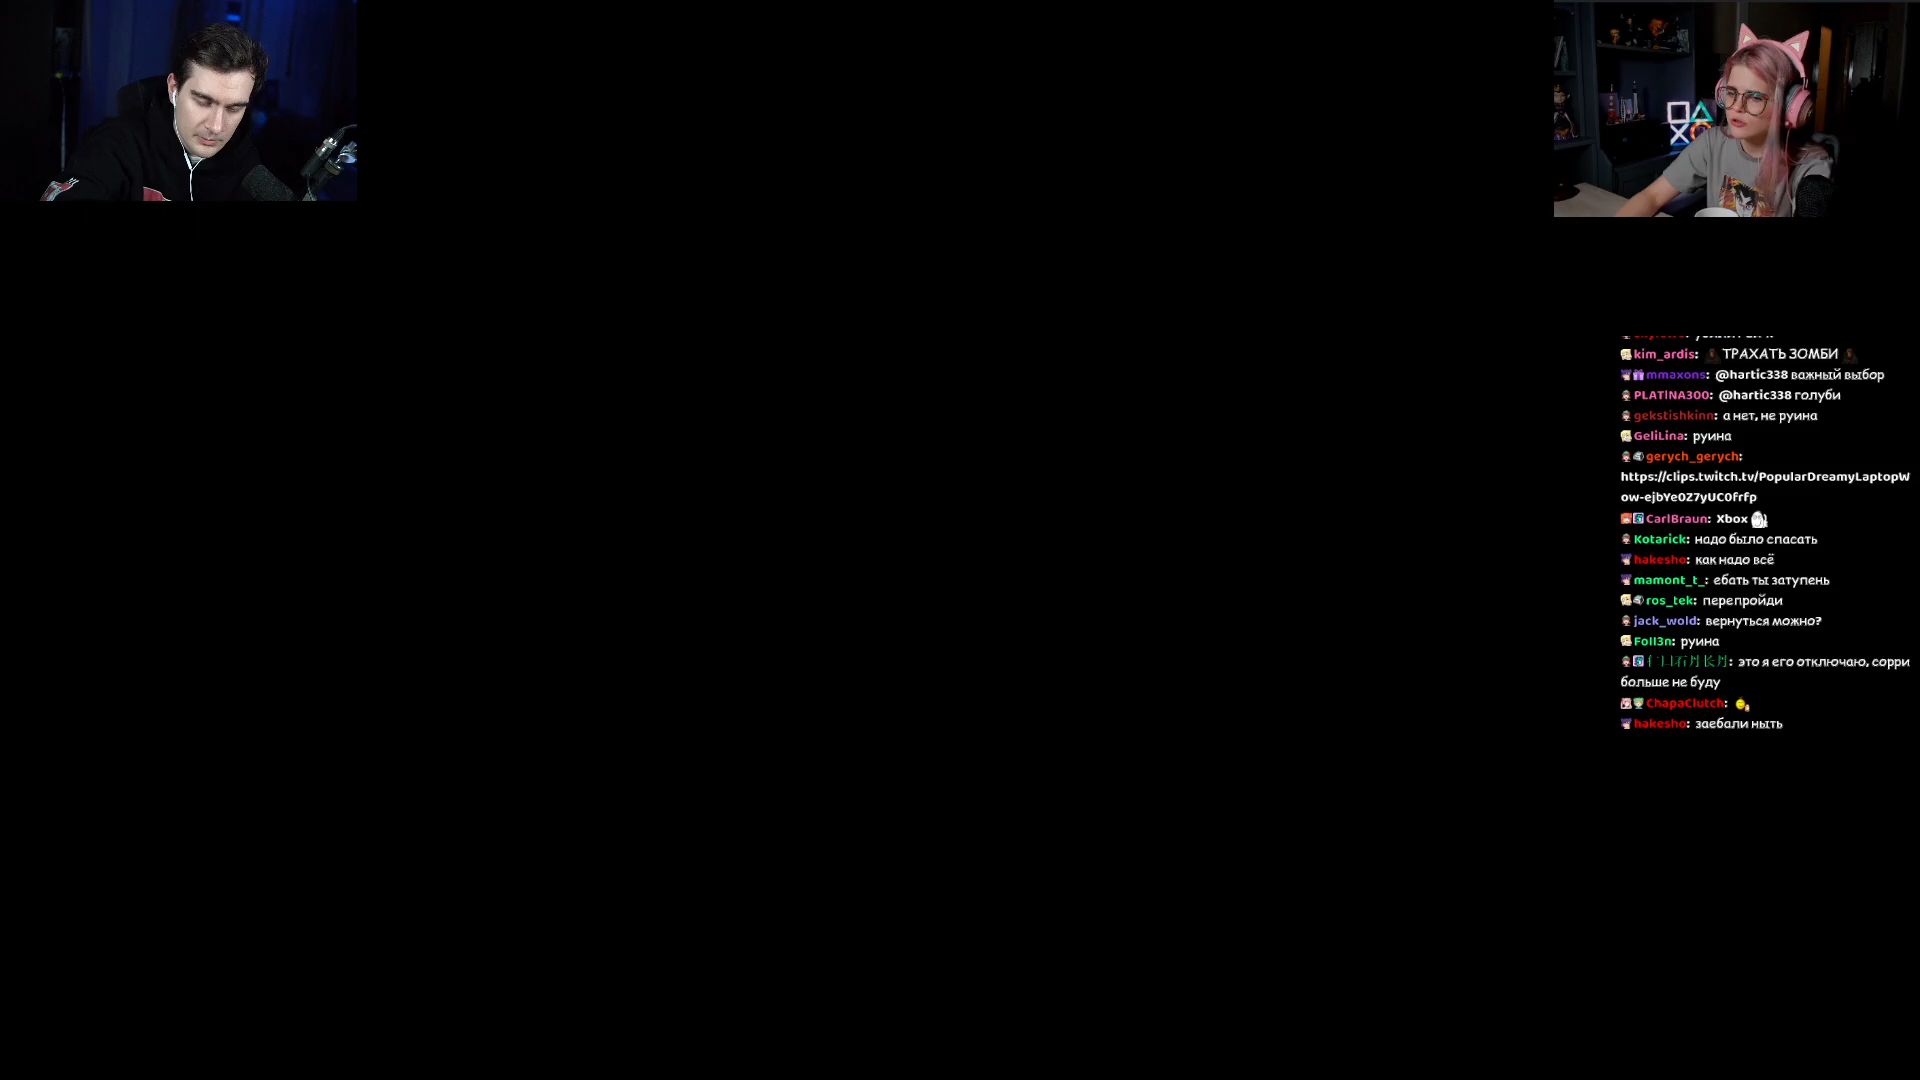 kim_ardis: ТРАХАТЬ ЗОМБИ
mmaxons: @hartic338 важный выбор
PLATINA300: @hartic338 голуби
gekstishkinn: а нет, не руина
GeliLina: руина
gerych_gerych:
https://clips.twitch.tv/PopularDreamyLaptopW
ow-ejbYe0Z7yUC0frfp
CarlBraun: Xbox
Kotarick: надо было спасать
hakesho: как надо всё
mamont_t_: ебать ты затупень
ros_tek: перепройди
jack_wold: вернуться можно?
Foll3n: руина
: это я его отключаю, сорри
больше не буду
ChapaClutch:
hakesho: заебали ныть